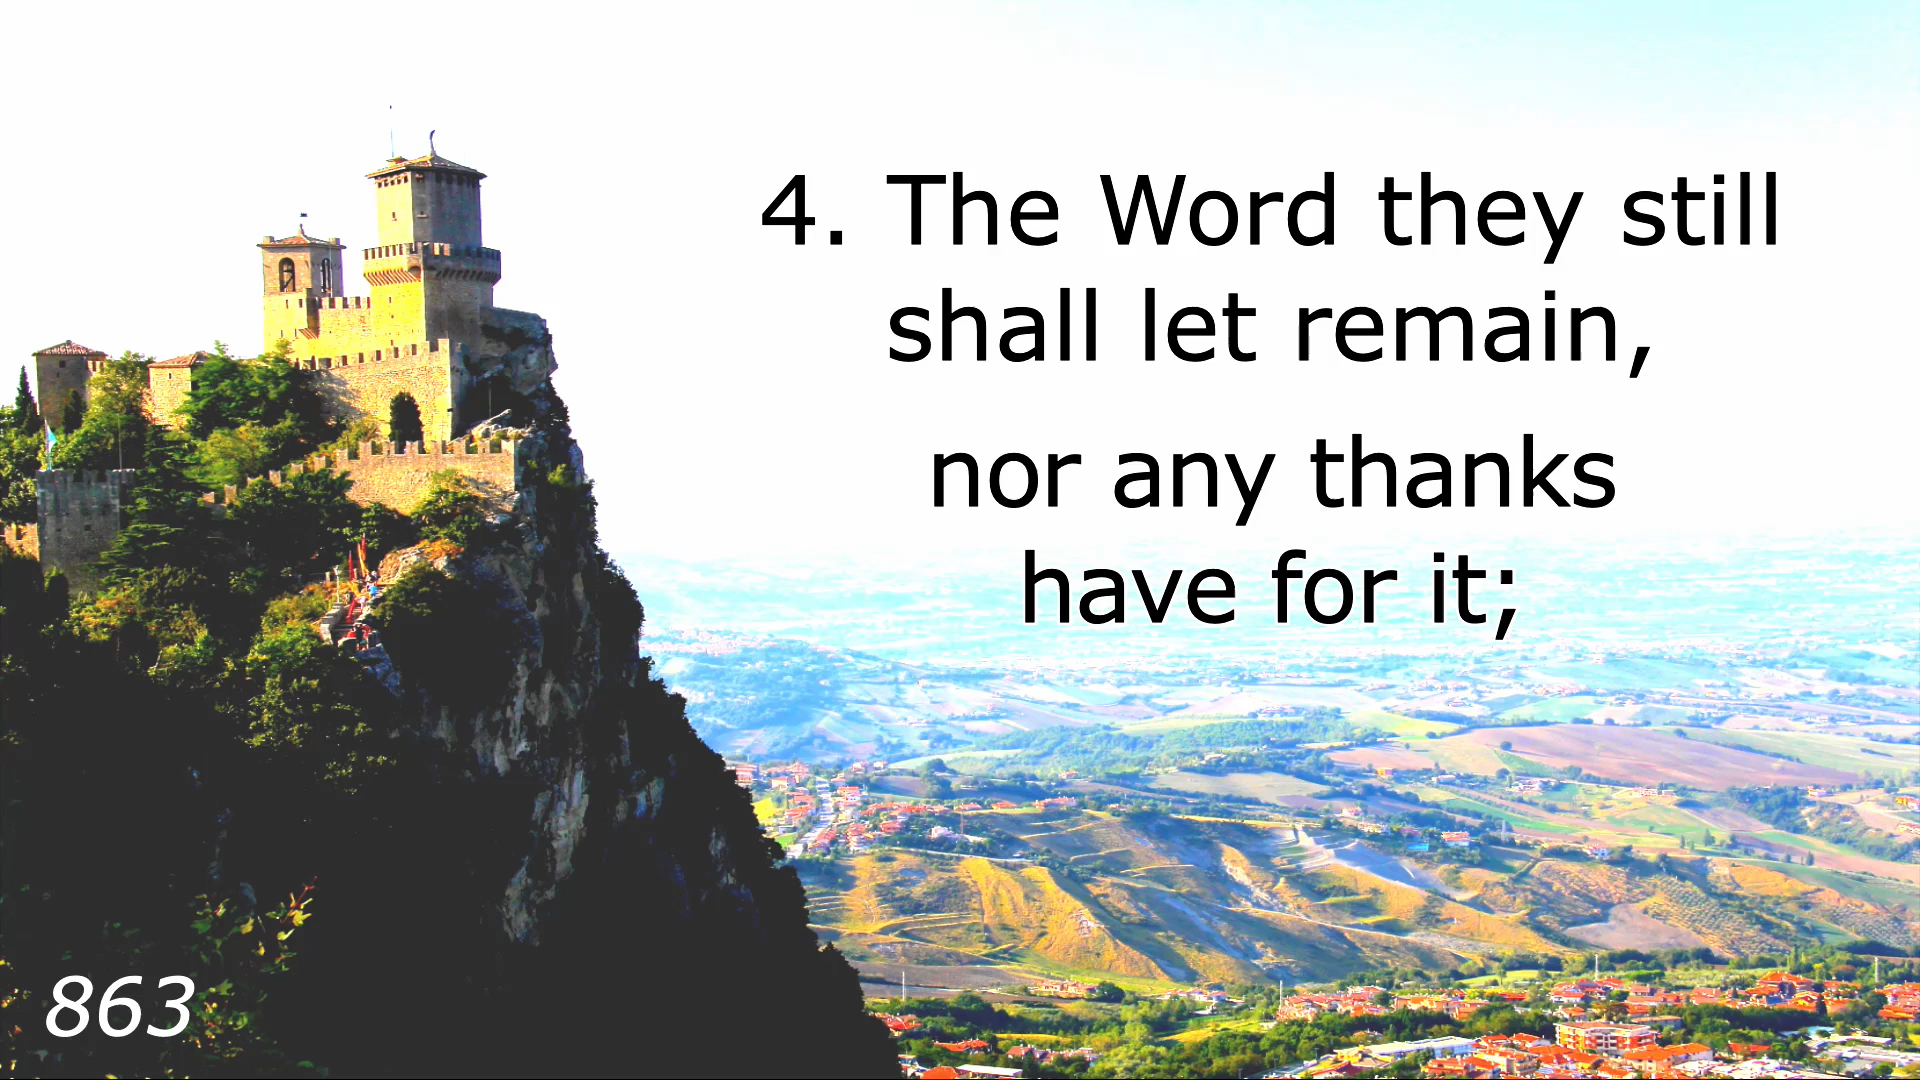 4. The Word they still
shall let remain,
nor any thanks
have for it;
863